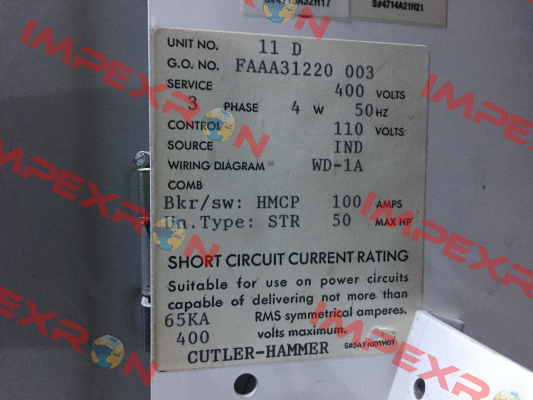 S#4714A21H21
UNIT NO. 11 D
G.O. NO. FAAA31220 003
SERVICE 400 VOLTS
3 PHASE 4 W 50 HZ
CONTROL 110 VOLTS
SOURCE IND
WIRING DIAGRAM WD-1A
COMB
Bkr/sw: HMCP 100 AMPS
Un. Type: STR 50 MAX HP
SHORT CIRCUIT CURRENT RATING
Suitable for use on power circuits
capable of delivering not more than
65KA RMS symmetrical amperes.
400 volts maximum.
CUTLER-HAMMER
IMPEXRON
IMPEXRON
IMPEXRON
IMPEXRON
IMPEXRON